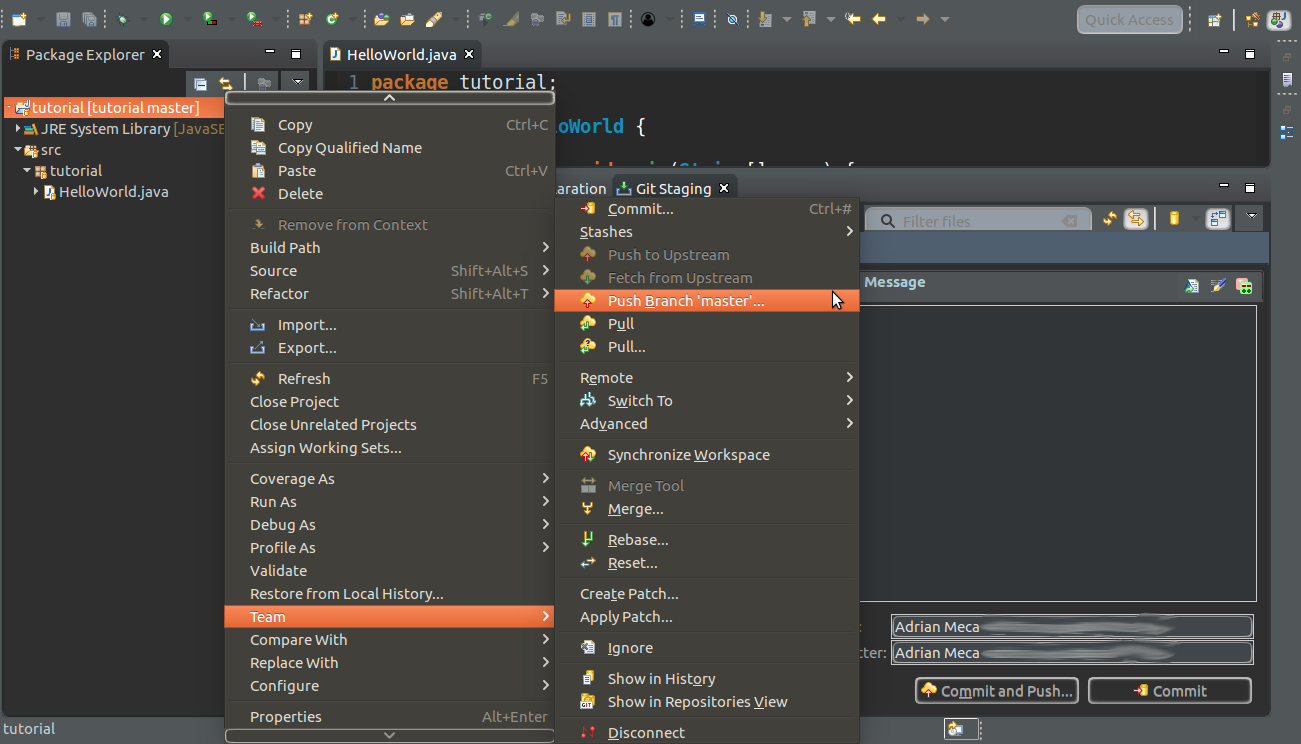 Quick Access
Package Explorer
HelloWorld.java
1 package tutorial;
tutorial [tutorial master]
JRE System Library [JavaSE
src
tutorial
HelloWorld.java
oWorld {
Copy Ctrl+C
Copy Qualified Name
Paste Ctrl+V
Delete
Remove from Context
Build Path
Source Shift+Alt+S
Refactor Shift+Alt+T
Import...
Export...
Refresh F5
Close Project
Close Unrelated Projects
Assign Working Sets...
Coverage As
Run As
Debug As
Profile As
Validate
Restore from Local History...
Team
Compare With
Replace With
Configure
Properties Alt+Enter
aration
Git Staging
Commit... Ctrl+#
Stashes
Push to Upstream
Fetch from Upstream
Push Branch 'master'...
Pull
Pull...
Remote
Switch To
Advanced
Synchronize Workspace
Merge Tool
Merge...
Rebase...
Reset...
Create Patch...
Apply Patch...
Ignore
Show in History
Show in Repositories View
Disconnect
Filter files
Message
: Adrian Meca
tter: Adrian Meca
Commit and Push...
Commit
tutorial